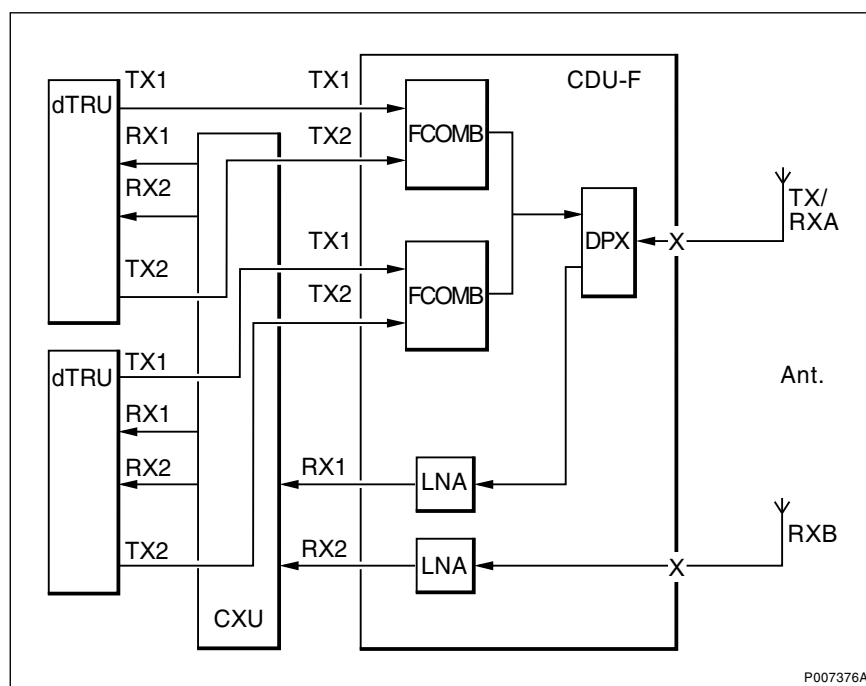 TX1
TX1
CDU-F
dTRU
RX1
TX2
FCOMB
RX2
TX/
RXA
TX1
DPX
X
TX2
TX2
FCOMB
dTRU
TX1
Ant.
RX1
RX2
RX1
LNA
RXB
TX2
RX2
LNA
X
CXU
P007376A